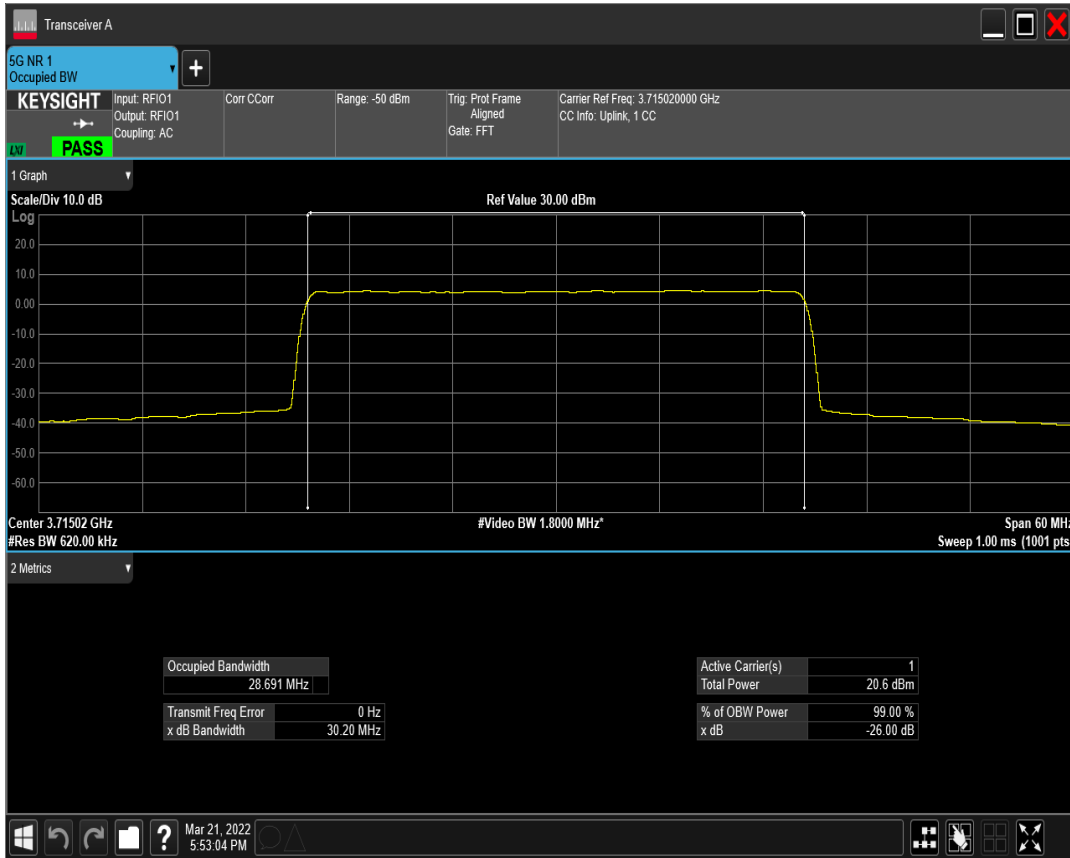 Transceiver A
5G NR 1
Occupied BW
+
KEYSIGHT
LXI
PASS
Input: RFIO1
Output: RFIO1
Coupling: AC
Corr CCorr
Range: -50 dBm
Trig: Prot Frame
Aligned
Gate: FFT
Carrier Ref Freq: 3.715020000 GHz
CC Info: Uplink, 1 CC
1 Graph
Scale/Div 10.0 dB
Ref Value 30.00 dBm
Log
20.0
10.0
0.00
-10.0
-20.0
-30.0
-40.0
-50.0
-60.0
Center 3.71502 GHz
#Video BW 1.8000 MHz*
Span 60 MHz
#Res BW 620.00 kHz
Sweep 1.00 ms (1001 pts
2 Metrics
Occupied Bandwidth
28.691 MHz
Transmit Freq Error 0 Hz
x dB Bandwidth 30.20 MHz
Active Carrier(s) 1
Total Power 20.6 dBm
% of OBW Power 99.00 %
x dB -26.00 dB
?
Mar 21, 2022
5:53:04 PM